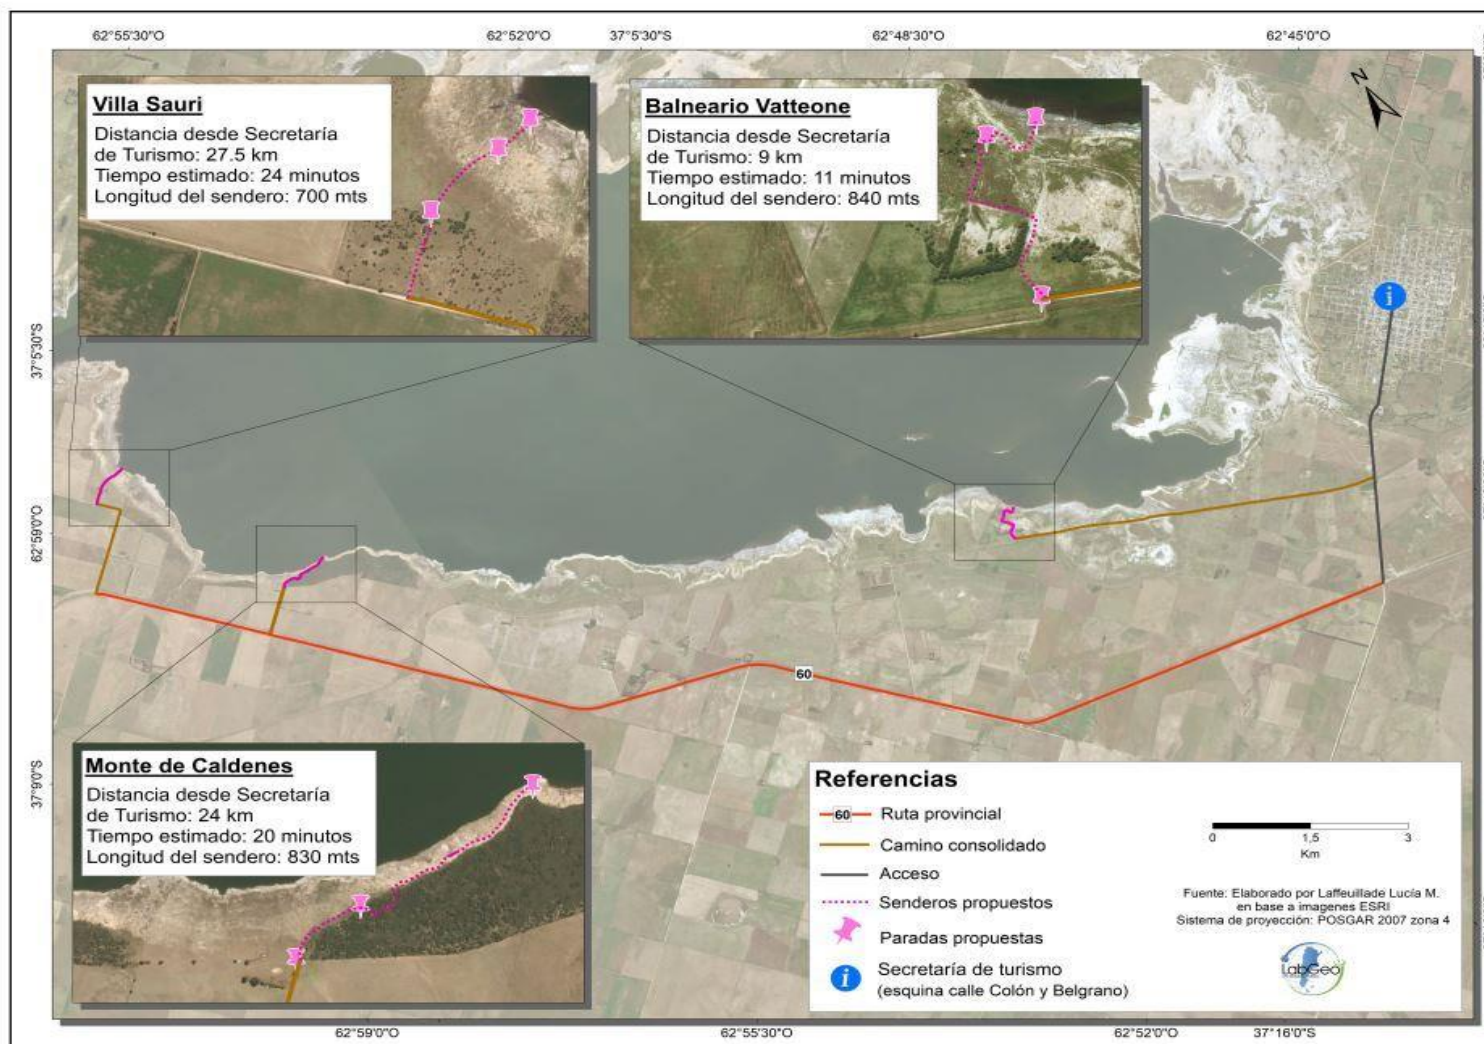 62°55'30"O
62°52'0"O
37°5'30"S
62°48'30"O
62°45'0"O
N
Villa Sauri
Distancia desde Secretaría
de Turismo: 27.5 km
Tiempo estimado: 24 minutos
Longitud del sendero: 700 mts
Balneario Vatteone
Distancia desde Secretaría
de Turismo: 9 km
Tiempo estimado: 11 minutos
Longitud del sendero: 840 mts
37°5'30"S
62°59'0"O
37°9'0"S
60
Monte de Caldenes
Distancia desde Secretaría
de Turismo: 24 km
Tiempo estimado: 20 minutos
Longitud del sendero: 830 mts
Referencias
60 Ruta provincial
Camino consolidado
Acceso
Senderos propuestos
Paradas propuestas
i Secretaría de turismo
(esquina calle Colón y Belgrano)
0 1,5 3
Km
Fuente: Elaborado por Laffeuillade Lucía M.
en base a imagenes ESRI
Sistema de proyección: POSGAR 2007 zona 4
LabGeo
62°59'0"O
62°55'30"O
62°52'0"O
37°16'0"S